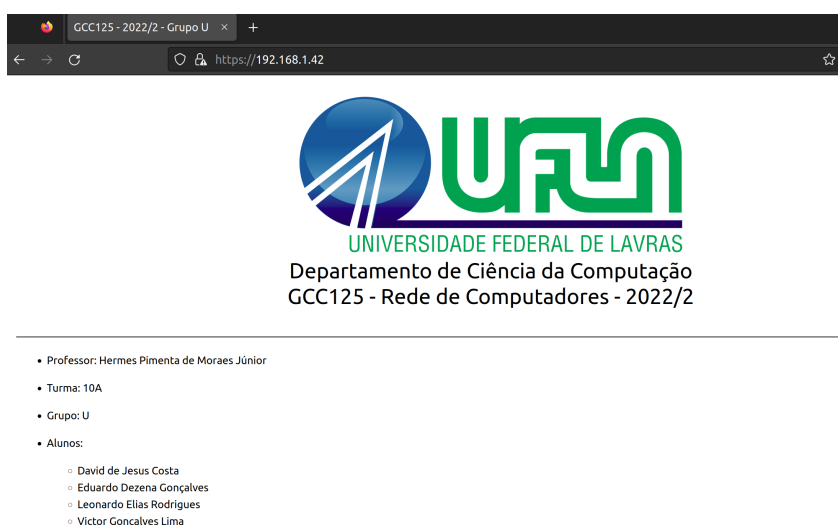 GCC125 - 2022/2 - Grupo U
https://192.168.1.42
UFLA
UNIVERSIDADE FEDERAL DE LAVRAS
Departamento de Ciência da Computação
GCC125 - Rede de Computadores - 2022/2
Professor: Hermes Pimenta de Moraes Júnior
Turma: 10A
Grupo: U
Alunos:
David de Jesus Costa
Eduardo Dezena Gonçalves
Leonardo Elias Rodrigues
Victor Gonçalves Lima